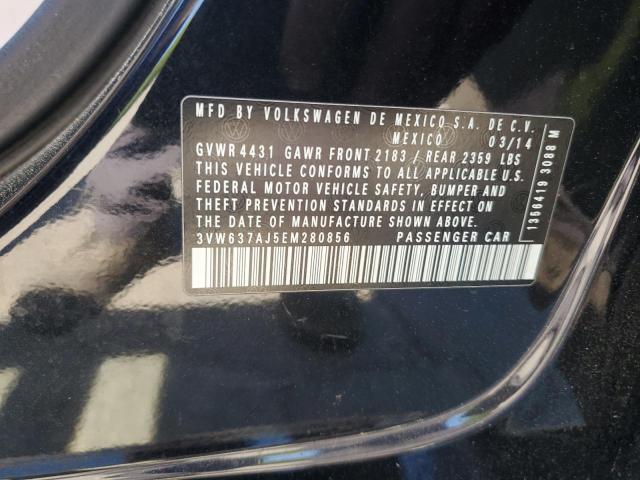 MFD BY VOLKSWAGEN DE MEXICO S.A. DE C.V.
MEXICO 03/14
GVWR 4431 GAWR FRONT 2183 / REAR 2359 LBS
THIS VEHICLE CONFORMS TO ALL APPLICABLE U.S.
FEDERAL MOTOR VEHICLE SAFETY, BUMPER AND
THEFT PREVENTION STANDARDS IN EFFECT ON
THE DATE OF MANUFACTURE SHOWN ABOVE.
3VW637AJ5EM280856 PASSENGER CAR
1356419 3088 M